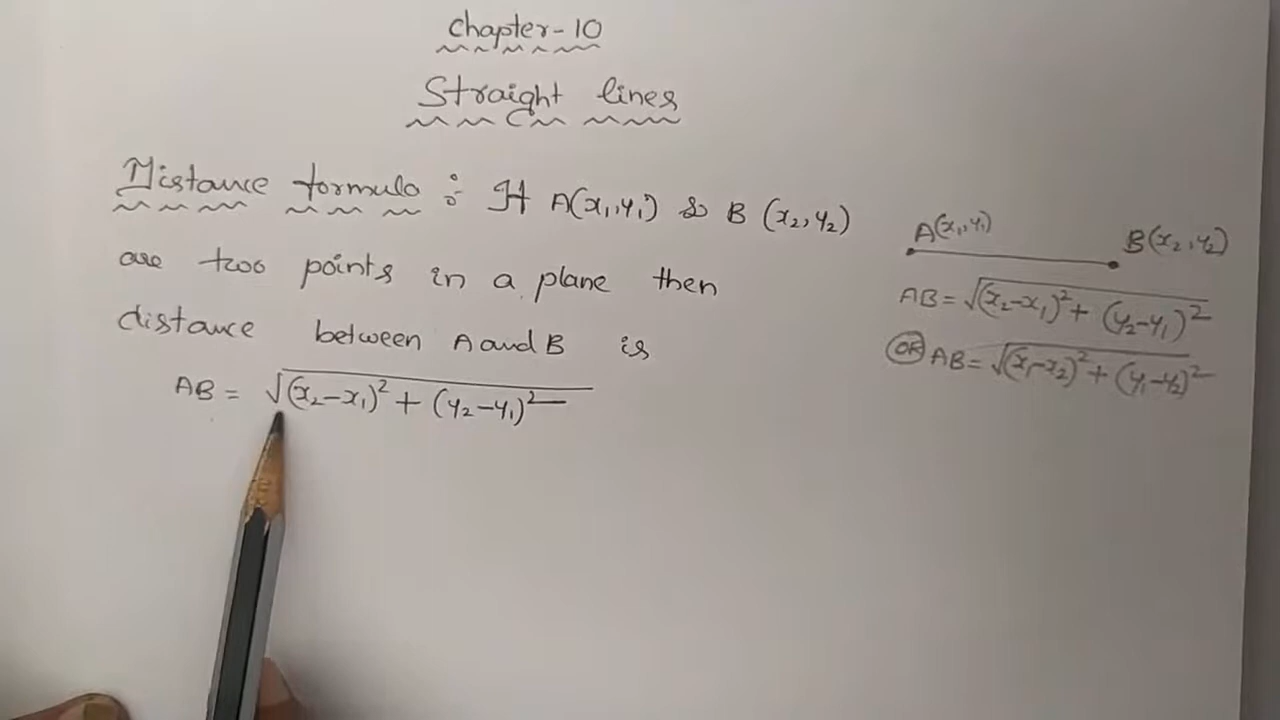 Chapter-10
Straight lines
Distance formula : If A(x₁,y₁) & B (x₂,y₂)
are two points in a plane then
distance between A and B is
AB = √(x₂-x₁)² + (y₂-y₁)²
A(x₁,y₁)
B(x₂,y₂)
AB = √(x₂-x₁)² + (y₂-y₁)²
OR AB = √(x₁-x₂)² + (y₁-y₂)²